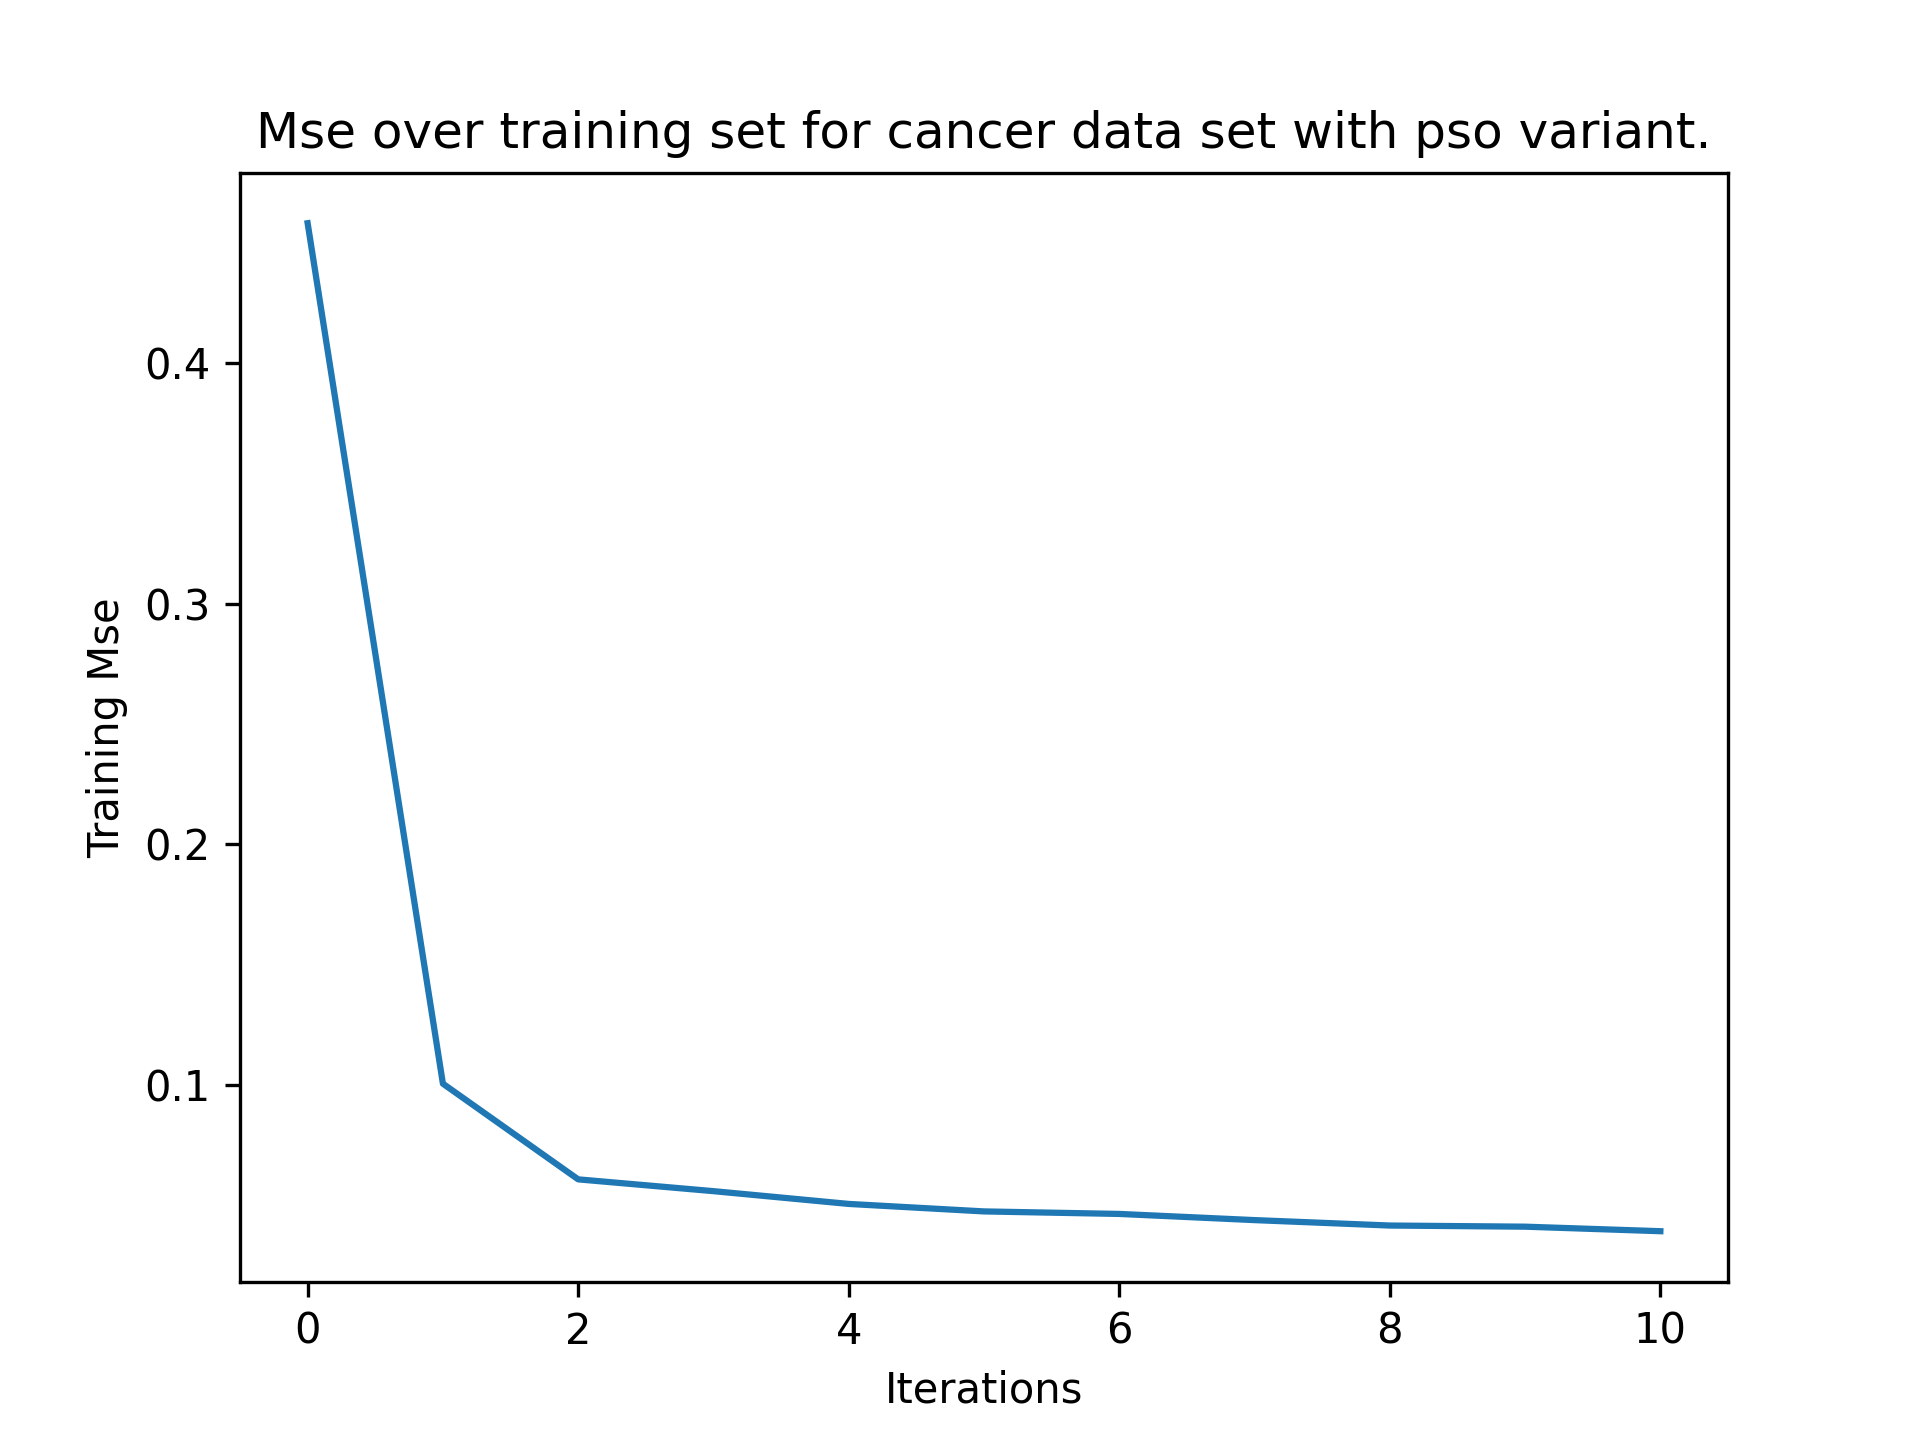 Mse over training set for cancer data set with pso variant.
Training Mse
0.4
0.3
0.2
0.1
0 2 4 6 8 10
Iterations